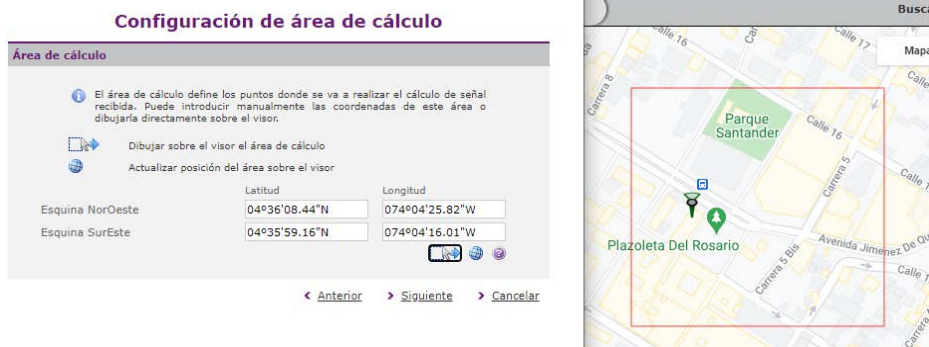 Configuración de área de cálculo
Área de cálculo
El área de cálculo define los puntos donde se va a realizar el cálculo de señal
recibida. Puede introducir manualmente las coordenadas de este área o
dibujarla directamente sobre el visor.
Dibujar sobre el visor el área de cálculo
Actualizar posición del área sobre el visor
Latitud Longitud
Esquina NorOeste 04º36'08.44"N 074º04'25.82"W
Esquina SurEste 04º35'59.16"N 074º04'16.01"W
Anterior Siguiente Cancelar
Busca
Mapa
Calle 16
Calle 17
Calle
Carrera 8
Parque
Santander
Calle 16
Carrera 5
Calle 1
Plazoleta Del Rosario
Avenida Jimenez De Qu
Carrera 5 Bis
Calle 1
Carrera